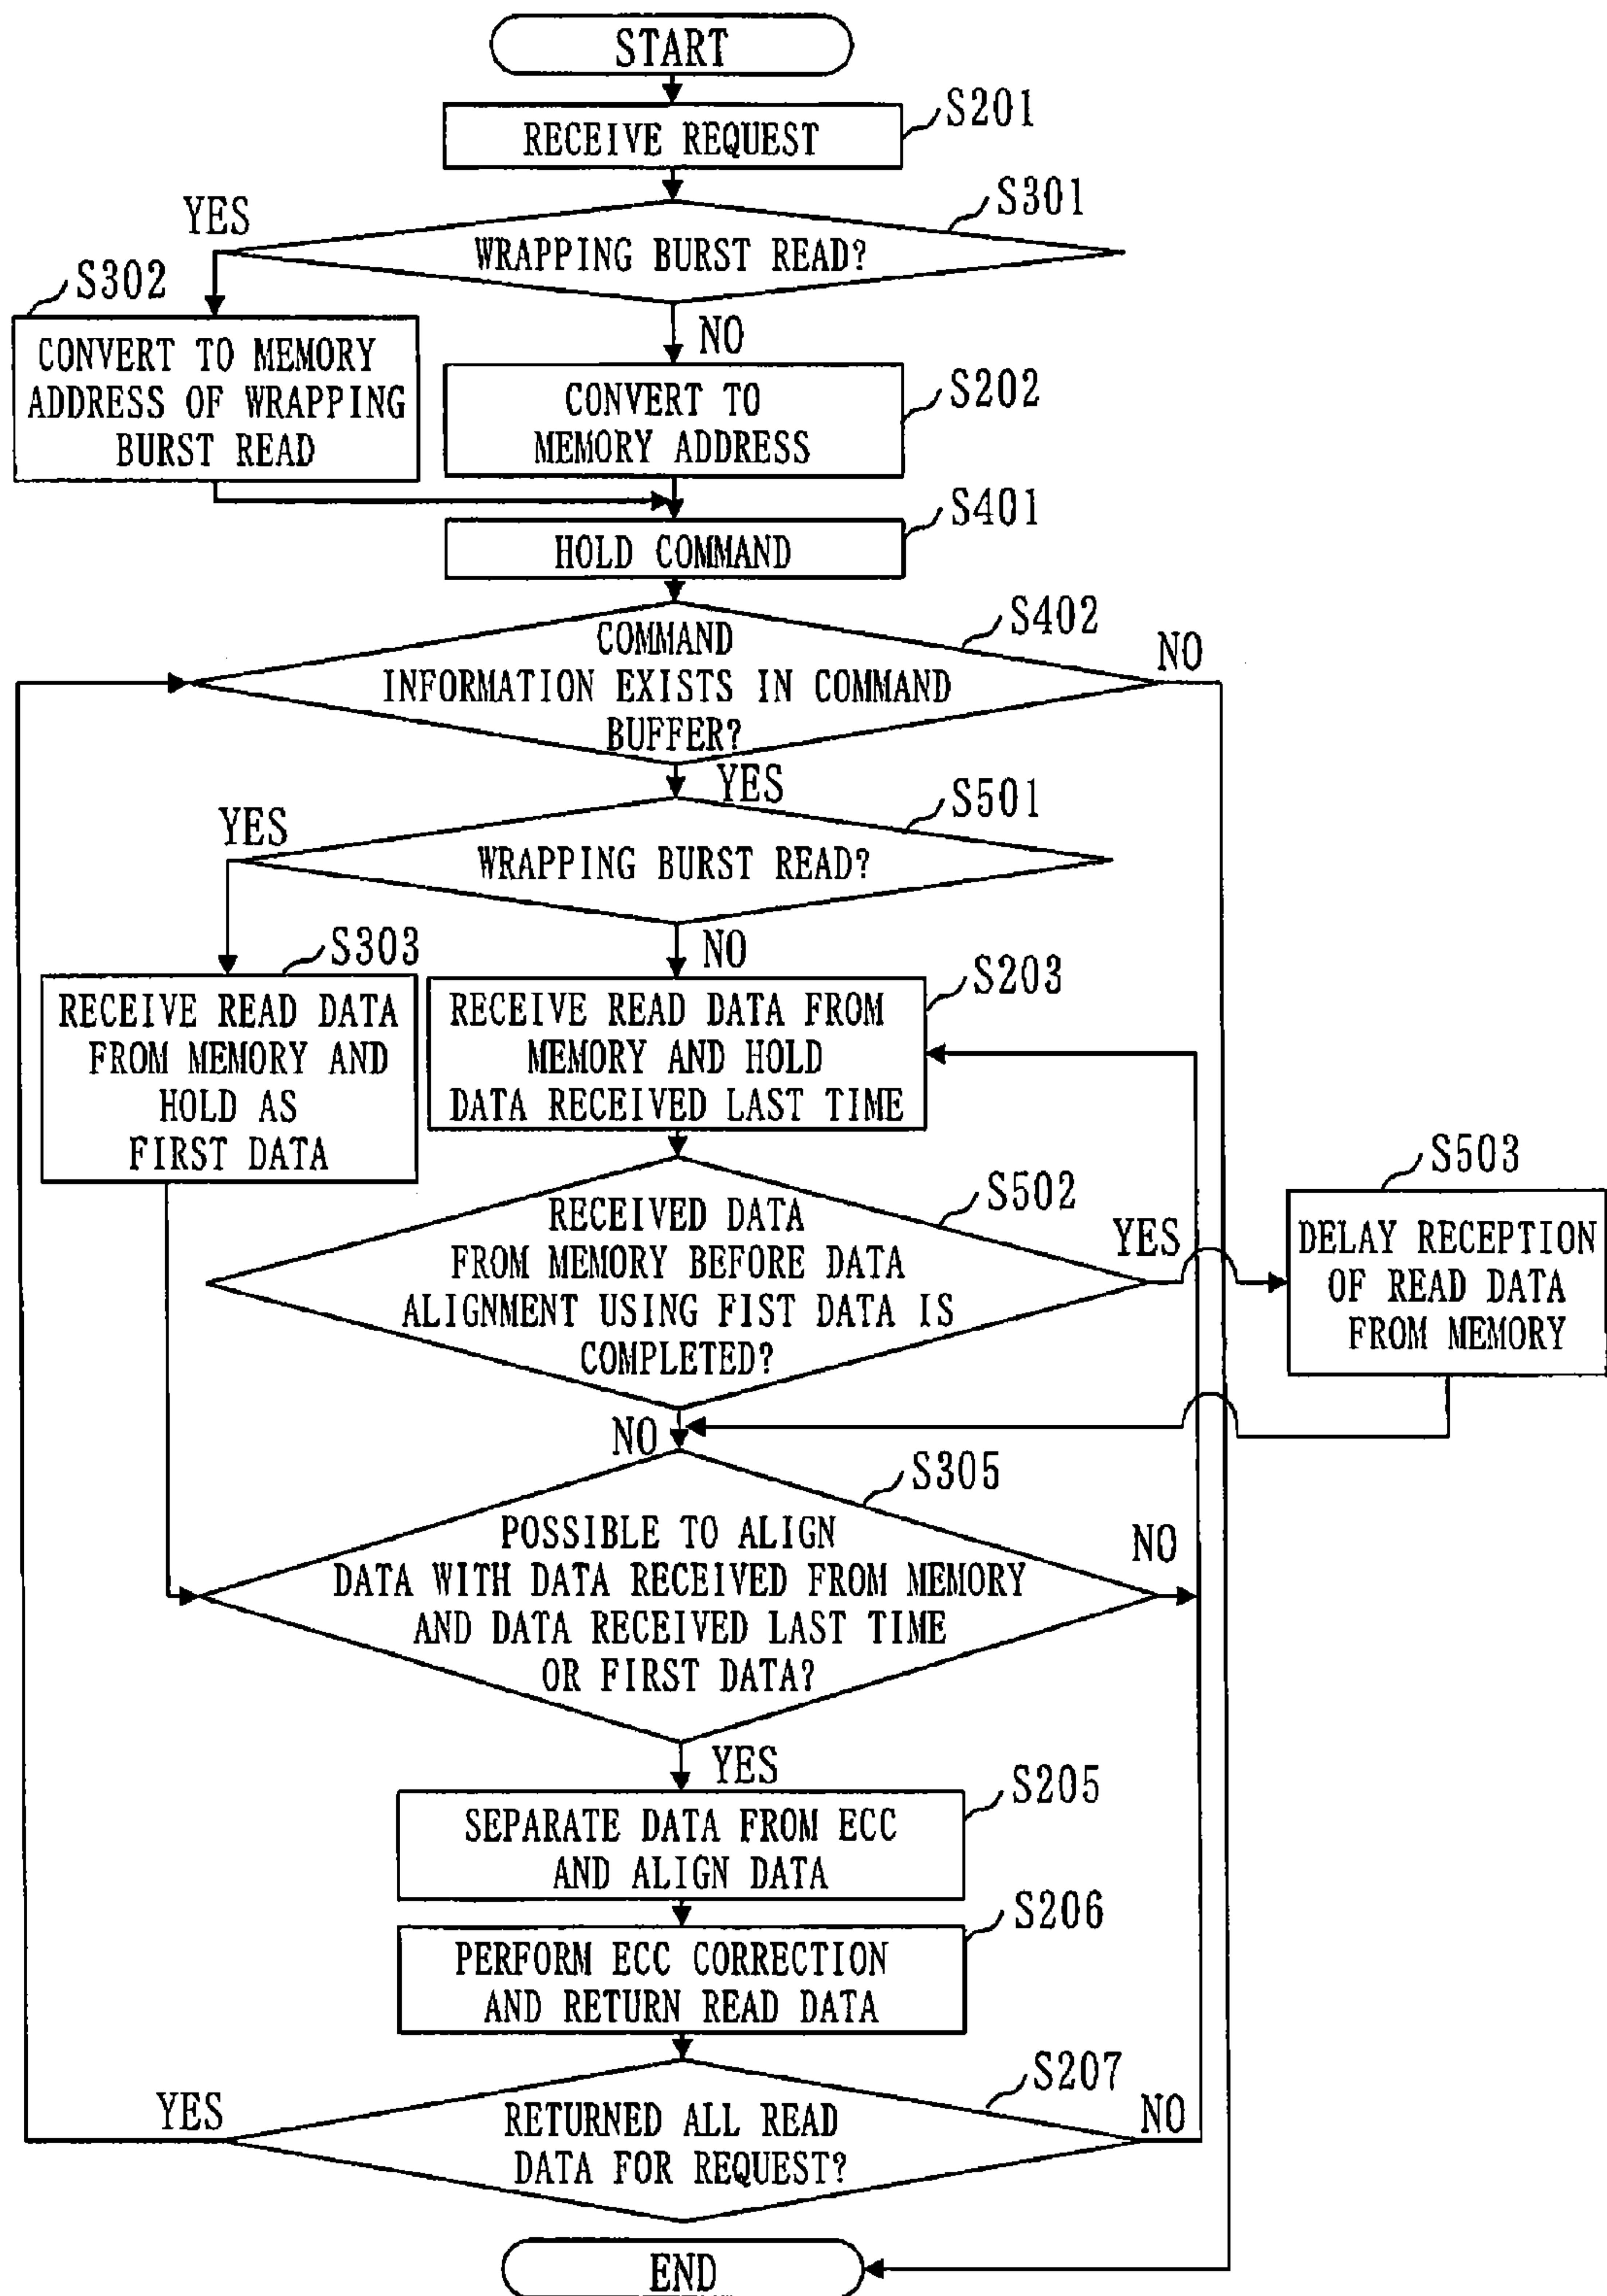 START
S201
RECEIVE REQUEST
S301
YES
WRAPPING BURST READ?
S302
NO
CONVERT TO MEMORY
ADDRESS OF WRAPPING
BURST READ
S202
CONVERT TO
MEMORY ADDRESS
S401
HOLD COMMAND
S402
NO
COMMAND
INFORMATION EXISTS IN COMMAND
BUFFER?
YES
S501
YES
WRAPPING BURST READ?
NO
S303
RECEIVE READ DATA
FROM MEMORY AND
HOLD AS
FIRST DATA
S203
RECEIVE READ DATA FROM
MEMORY AND HOLD
DATA RECEIVED LAST TIME
S502
RECEIVED DATA
FROM MEMORY BEFORE DATA
ALIGNMENT USING FIST DATA IS
COMPLETED?
YES
S503
DELAY RECEPTION
OF READ DATA
FROM MEMORY
NO
S305
POSSIBLE TO ALIGN
DATA WITH DATA RECEIVED FROM MEMORY
AND DATA RECEIVED LAST TIME
OR FIRST DATA?
NO
YES
S205
SEPARATE DATA FROM ECC
AND ALIGN DATA
S206
PERFORM ECC CORRECTION
AND RETURN READ DATA
S207
YES
RETURNED ALL READ
DATA FOR REQUEST?
NO
END